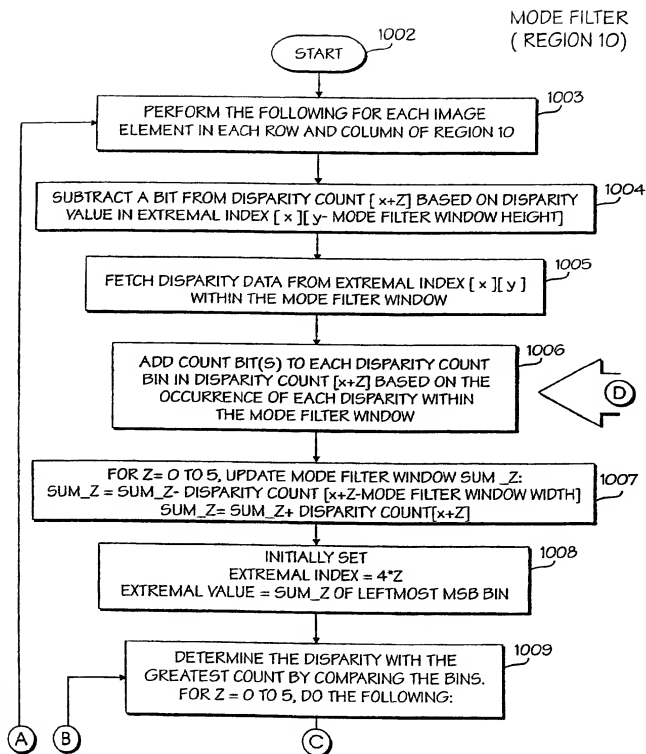 MODE FILTER
( REGION 10)
START
1002
PERFORM THE FOLLOWING FOR EACH IMAGE
ELEMENT IN EACH ROW AND COLUMN OF REGION 10
1003
SUBTRACT A BIT FROM DISPARITY COUNT [ x+Z] BASED ON DISPARITY
VALUE IN EXTREMAL INDEX [ x ][ y- MODE FILTER WINDOW HEIGHT]
1004
FETCH DISPARITY DATA FROM EXTREMAL INDEX [ x ][ y ]
WITHIN THE MODE FILTER WINDOW
1005
ADD COUNT BIT(S) TO EACH DISPARITY COUNT
BIN IN DISPARITY COUNT [x+Z] BASED ON THE
OCCURRENCE OF EACH DISPARITY WITHIN
THE MODE FILTER WINDOW
1006
D
FOR Z= 0 TO 5, UPDATE MODE FILTER WINDOW SUM _Z:
SUM_Z = SUM_Z- DISPARITY COUNT [x+Z-MODE FILTER WINDOW WIDTH]
SUM_Z= SUM_Z+ DISPARITY COUNT[x+Z]
1007
INITIALLY SET
EXTREMAL INDEX = 4*Z
EXTREMAL VALUE = SUM_Z OF LEFTMOST MSB BIN
1008
DETERMINE THE DISPARITY WITH THE
GREATEST COUNT BY COMPARING THE BINS.
FOR Z = 0 TO 5, DO THE FOLLOWING:
1009
A
B
C